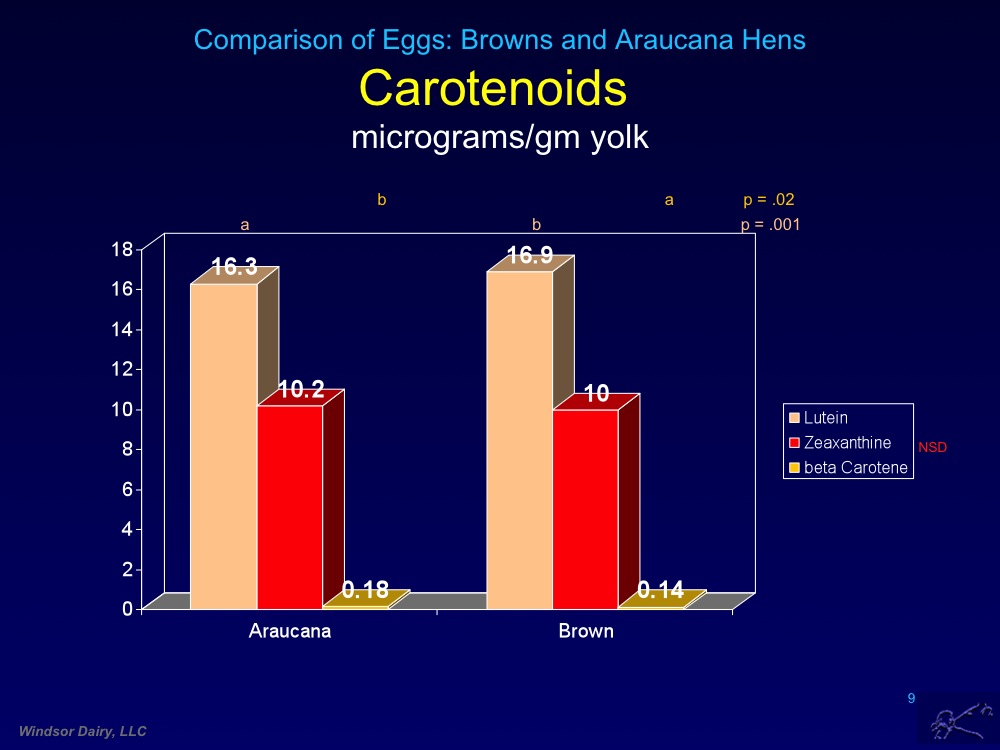 Comparison of Eggs: Browns and Araucana Hens
Carotenoids
micrograms/gm yolk
b a p = .02
a b p = .001
18
16
14
12
10
8
6
4
2
0
16.3
10.2
0.18
16.9
10
0.14
Araucana Brown
Lutein
Zeaxanthine NSD
beta Carotene
9
Windsor Dairy, LLC